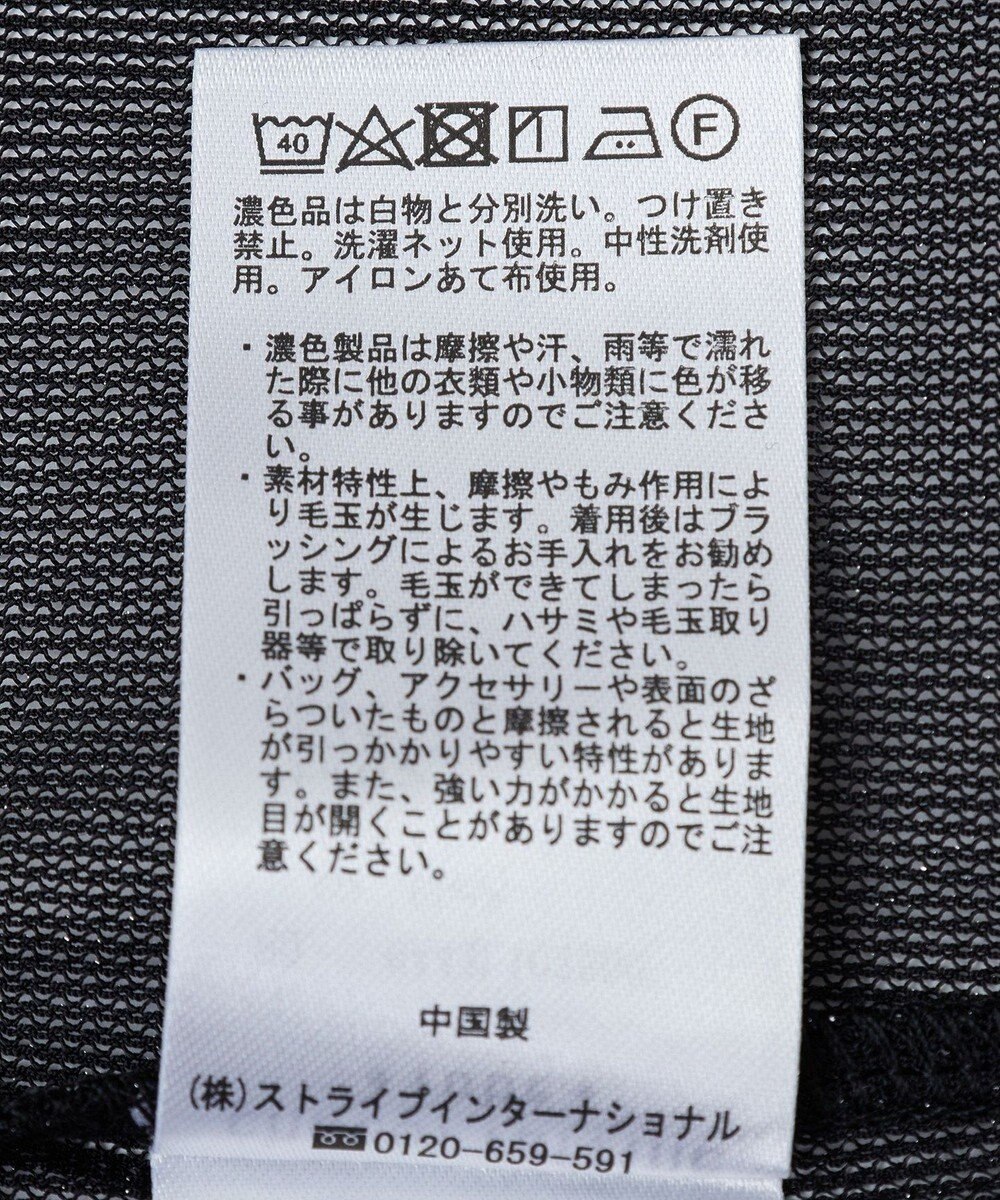 40 F
濃色品は白物と分別洗い。つけ置き
禁止。洗濯ネット使用。中性洗剤使
用。アイロンあて布使用。
・濃色製品は摩擦や汗、雨等で濡れ
た際に他の衣類や小物類に色が移
る事がありますのでご注意くださ
い。
・素材特性上、摩擦やもみ作用によ
り毛玉が生じます。着用後はブラ
ッシングによるお手入れをお勧め
します。毛玉ができてしまったら
引っぱらずに、ハサミや毛玉取り
器等で取り除いてください。
・バッグ、アクセサリーや表面のざ
らついたものと摩擦されると生地
が引っかかりやすい特性がありま
す。また、強い力がかかると生地
目が開くことがありますのでご注
意ください。
中国製
(株)ストライプインターナショナル
0120-659-591